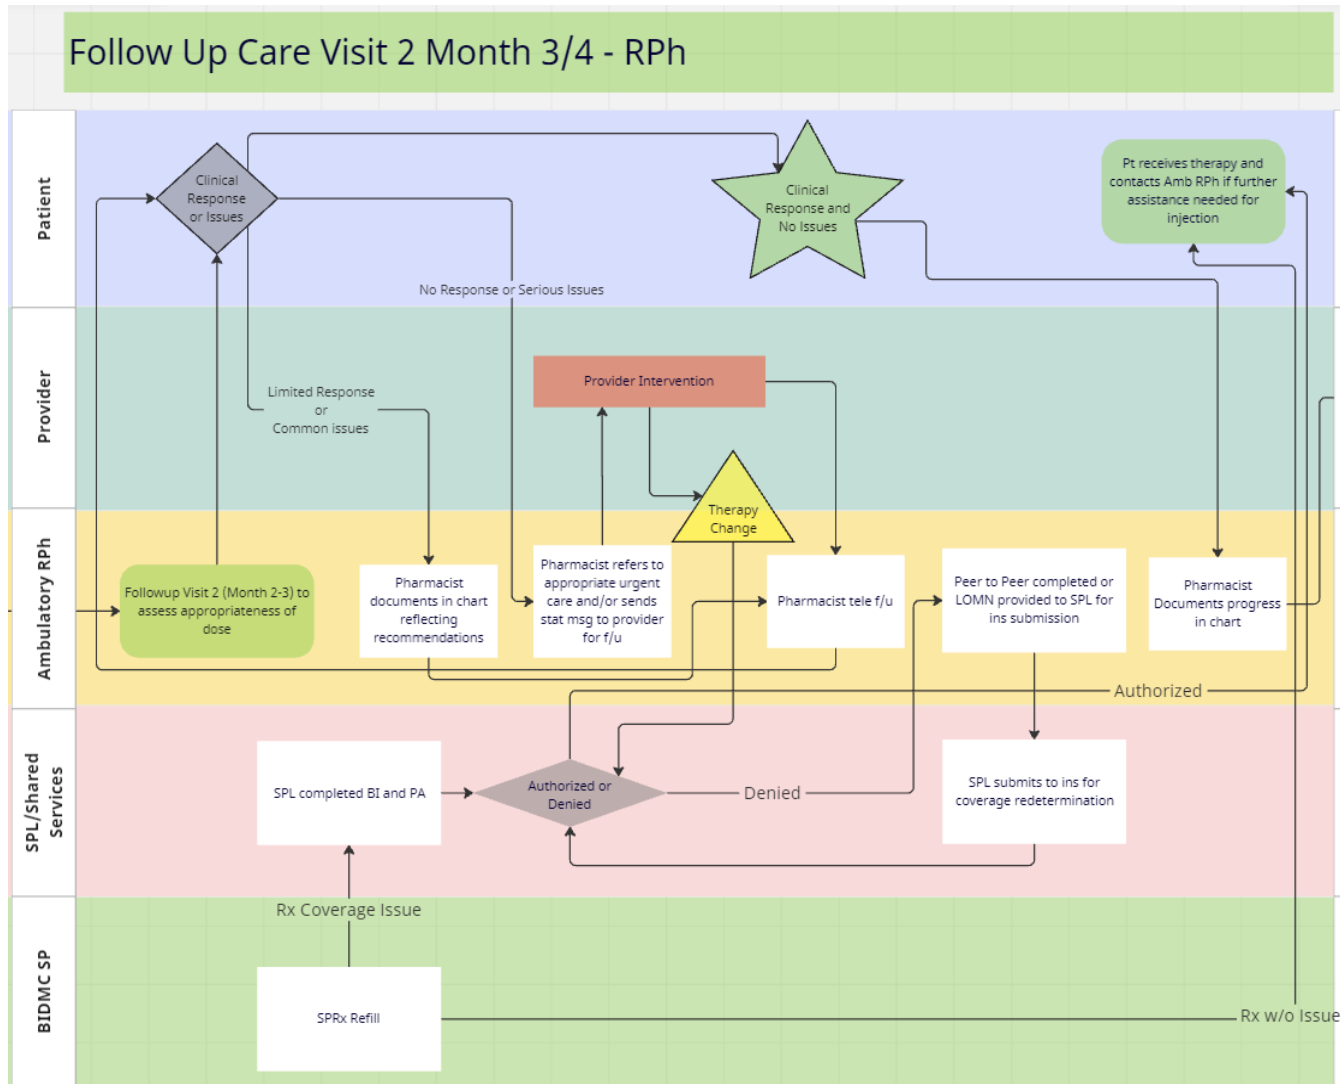 Follow Up Care Visit 2 Month 3/4 - RPh
Patient
Clinical
Response
or Issues
Clinical
Response and
No Issues
Pt receives therapy and
contacts Amb RPh if further
assistance needed for
injection
No Response or Serious Issues
Provider
Limited Response
or
Common issues
Provider Intervention
Therapy
Change
Ambulatory RPh
Followup Visit 2 (Month 2-3) to
assess appropriateness of
dose
Pharmacist
documents in chart
reflecting
recommendations
Pharmacist refers to
appropriate urgent
care and/or sends
stat msg to provider
for f/u
Pharmacist tele f/u
Peer to Peer completed or
LOMN provided to SPL for
ins submission
Pharmacist
Documents progress
in chart
Authorized
SPL/Shared
Services
SPL completed BI and PA
Authorized or
Denied
Denied
SPL submits to ins for
coverage redetermination
Rx Coverage Issue
BIDMC SP
SPRx Refill
Rx w/o Issue